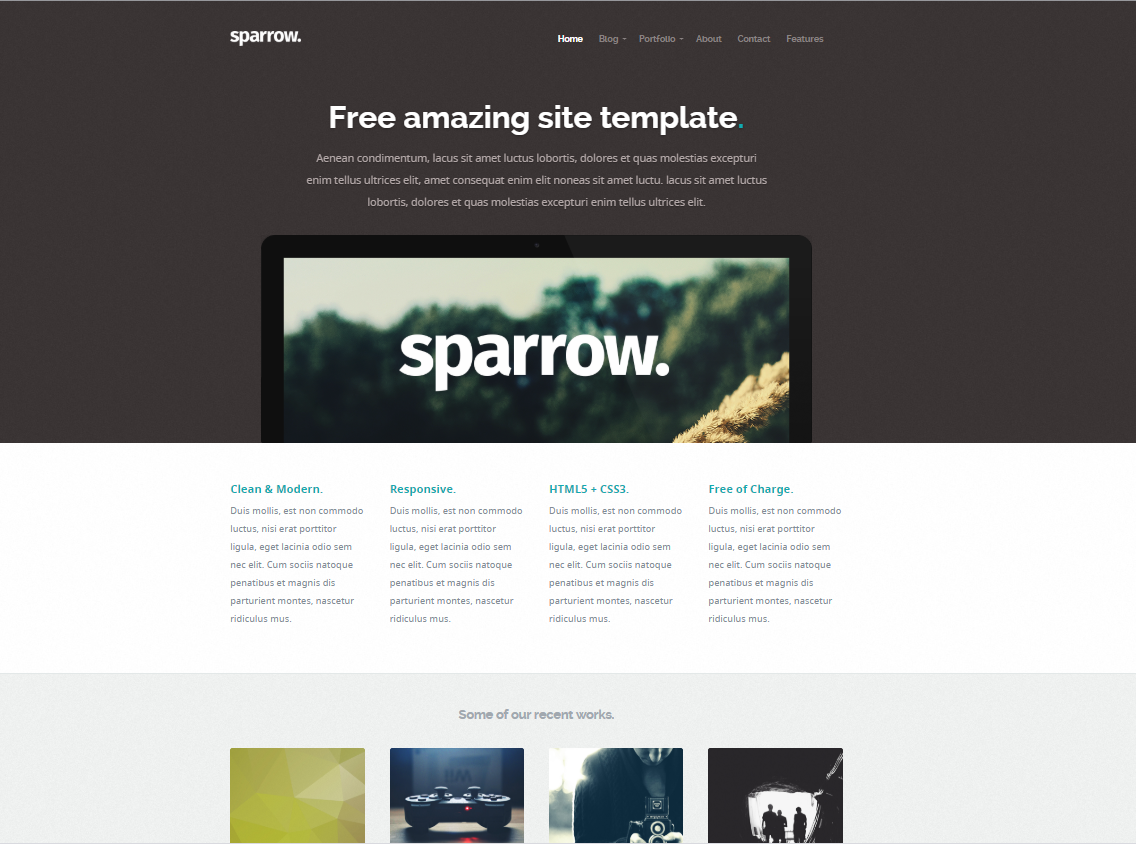 sparrow.
Home Blog Portfolio About Contact Features
Free amazing site template.
Aenean condimentum, lacus sit amet luctus lobortis, dolores et quas molestias excepturi
enim tellus ultrices elit, amet consequat enim elit noneas sit amet luctu. lacus sit amet luctus
lobortis, dolores et quas molestias excepturi enim tellus ultrices elit.
sparrow.
Clean & Modern.
Duis mollis, est non commodo
luctus, nisi erat porttitor
ligula, eget lacinia odio sem
nec elit. Cum sociis natoque
penatibus et magnis dis
parturient montes, nascetur
ridiculus mus.
Responsive.
Duis mollis, est non commodo
luctus, nisi erat porttitor
ligula, eget lacinia odio sem
nec elit. Cum sociis natoque
penatibus et magnis dis
parturient montes, nascetur
ridiculus mus.
HTML5 + CSS3.
Duis mollis, est non commodo
luctus, nisi erat porttitor
ligula, eget lacinia odio sem
nec elit. Cum sociis natoque
penatibus et magnis dis
parturient montes, nascetur
ridiculus mus.
Free of Charge.
Duis mollis, est non commodo
luctus, nisi erat porttitor
ligula, eget lacinia odio sem
nec elit. Cum sociis natoque
penatibus et magnis dis
parturient montes, nascetur
ridiculus mus.
Some of our recent works.
Wii